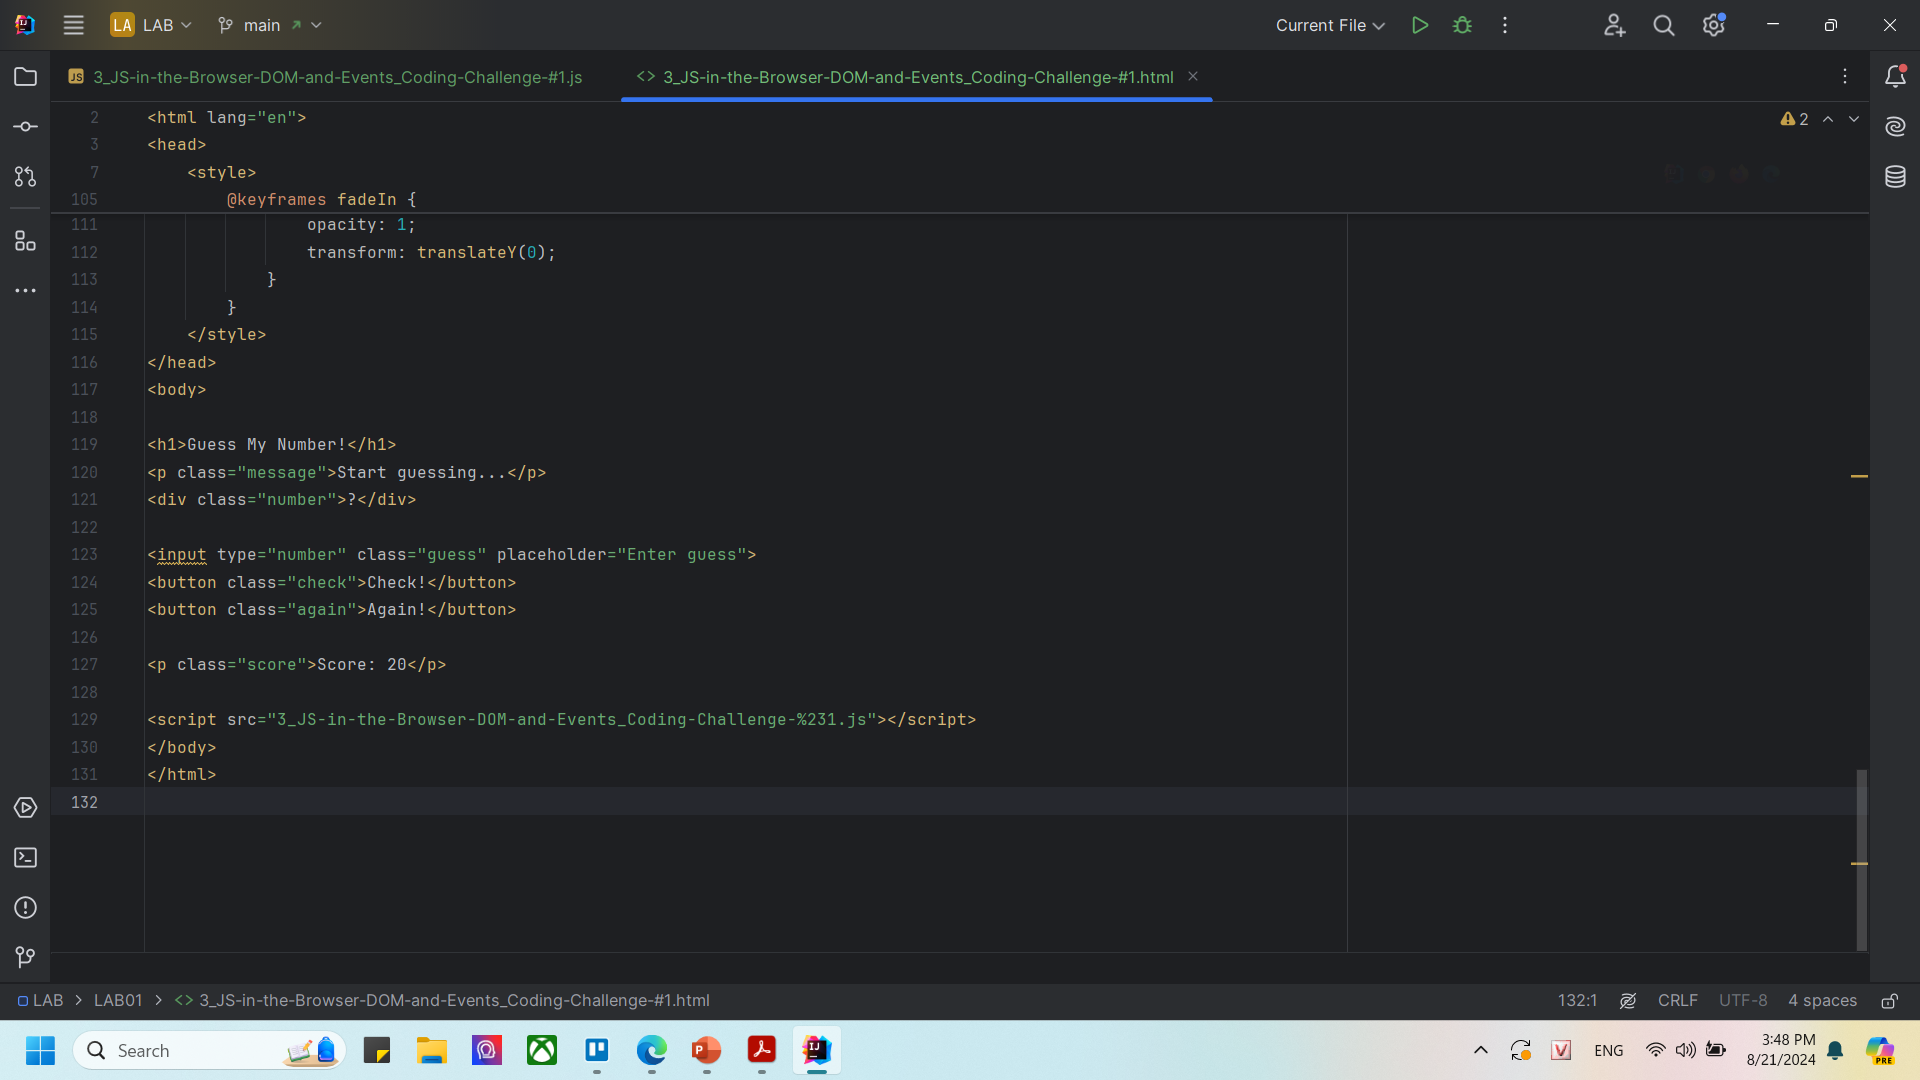 LA LAB main Current File
JS 3_JS-in-the-Browser-DOM-and-Events_Coding-Challenge-#1.js <> 3_JS-in-the-Browser-DOM-and-Events_Coding-Challenge-#1.html
2 <html lang="en"> 2
3 <head>
7 <style>
105 @keyframes fadeIn {
111 opacity: 1;
112 transform: translateY(0);
113 }
114 }
115 </style>
116 </head>
117 <body>
118
119 <h1>Guess My Number!</h1>
120 <p class="message">Start guessing...</p>
121 <div class="number">?</div>
122
123 <input type="number" class="guess" placeholder="Enter guess">
124 <button class="check">Check!</button>
125 <button class="again">Again!</button>
126
127 <p class="score">Score: 20</p>
128
129 <script src="3_JS-in-the-Browser-DOM-and-Events_Coding-Challenge-%231.js"></script>
130 </body>
131 </html>
132
LAB > LAB01 > <> 3_JS-in-the-Browser-DOM-and-Events_Coding-Challenge-#1.html 132:1 CRLF UTF-8 4 spaces
Search ENG 3:48 PM
8/21/2024
PRE